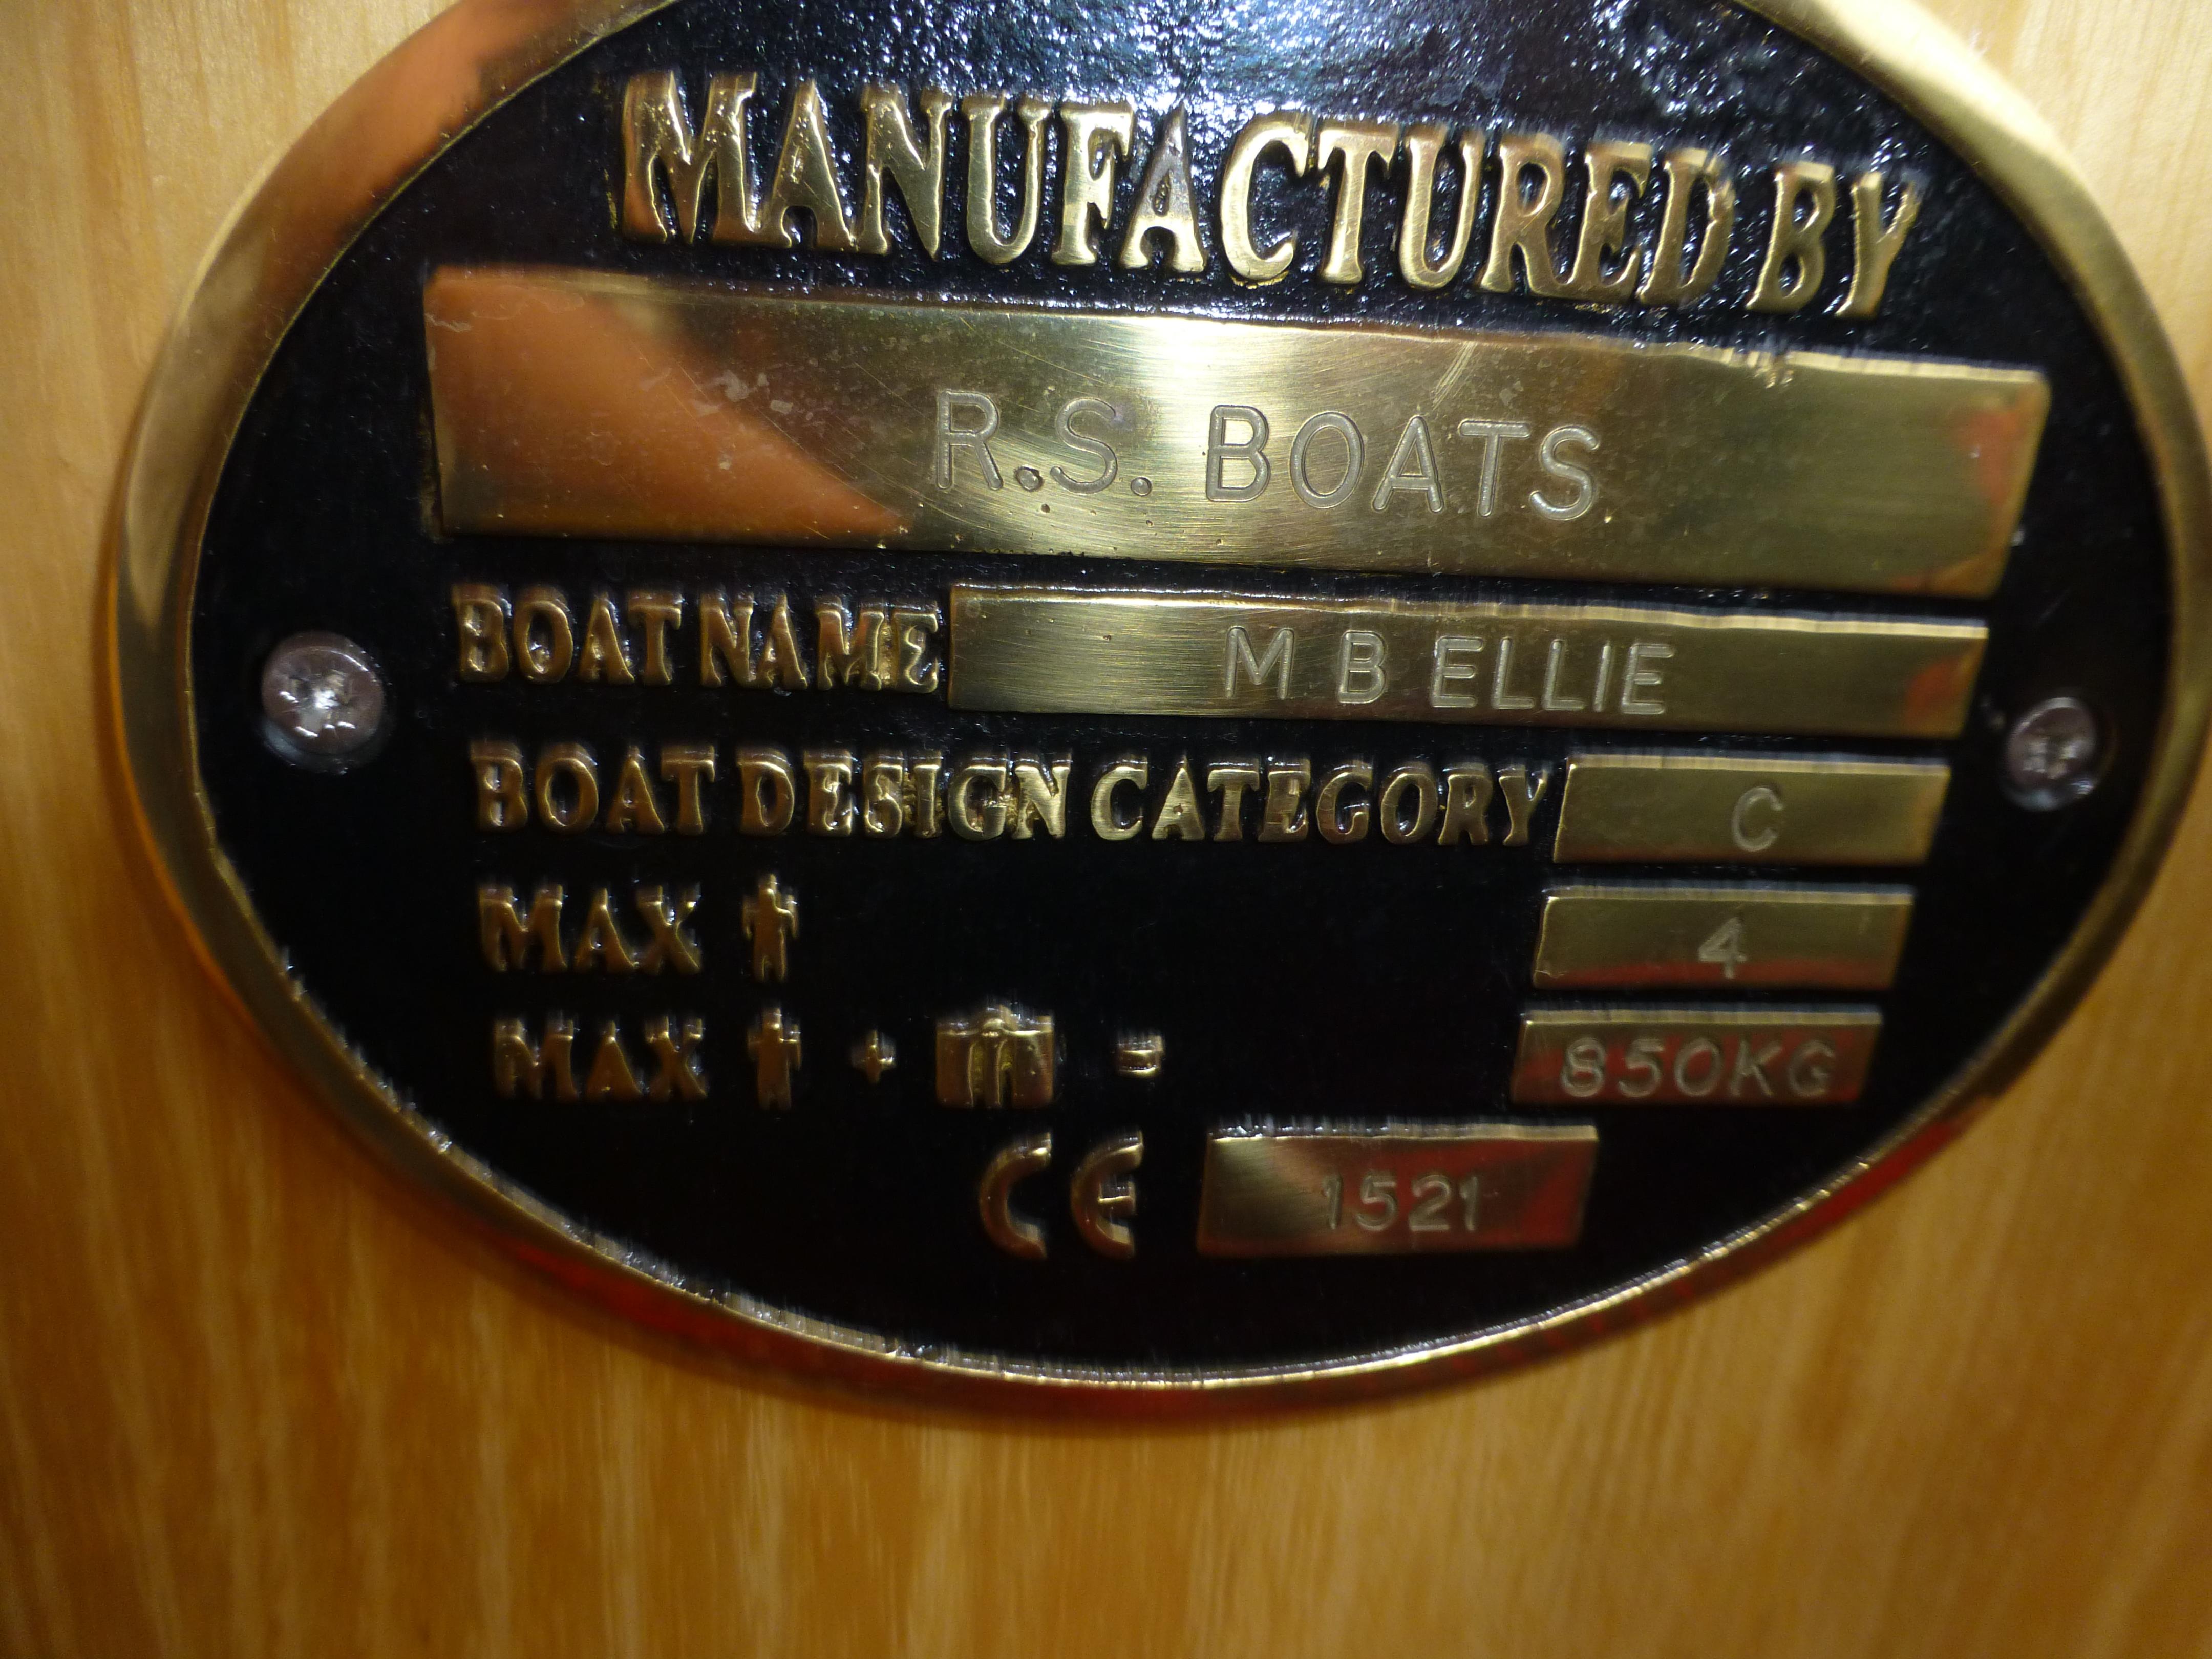 MANUFACTURED BY
R.S. BOATS
BOAT NAME M B ELLIE
BOAT DESIGN CATEGORY C
MAX 4
MAX + = 850KG
CE 1521